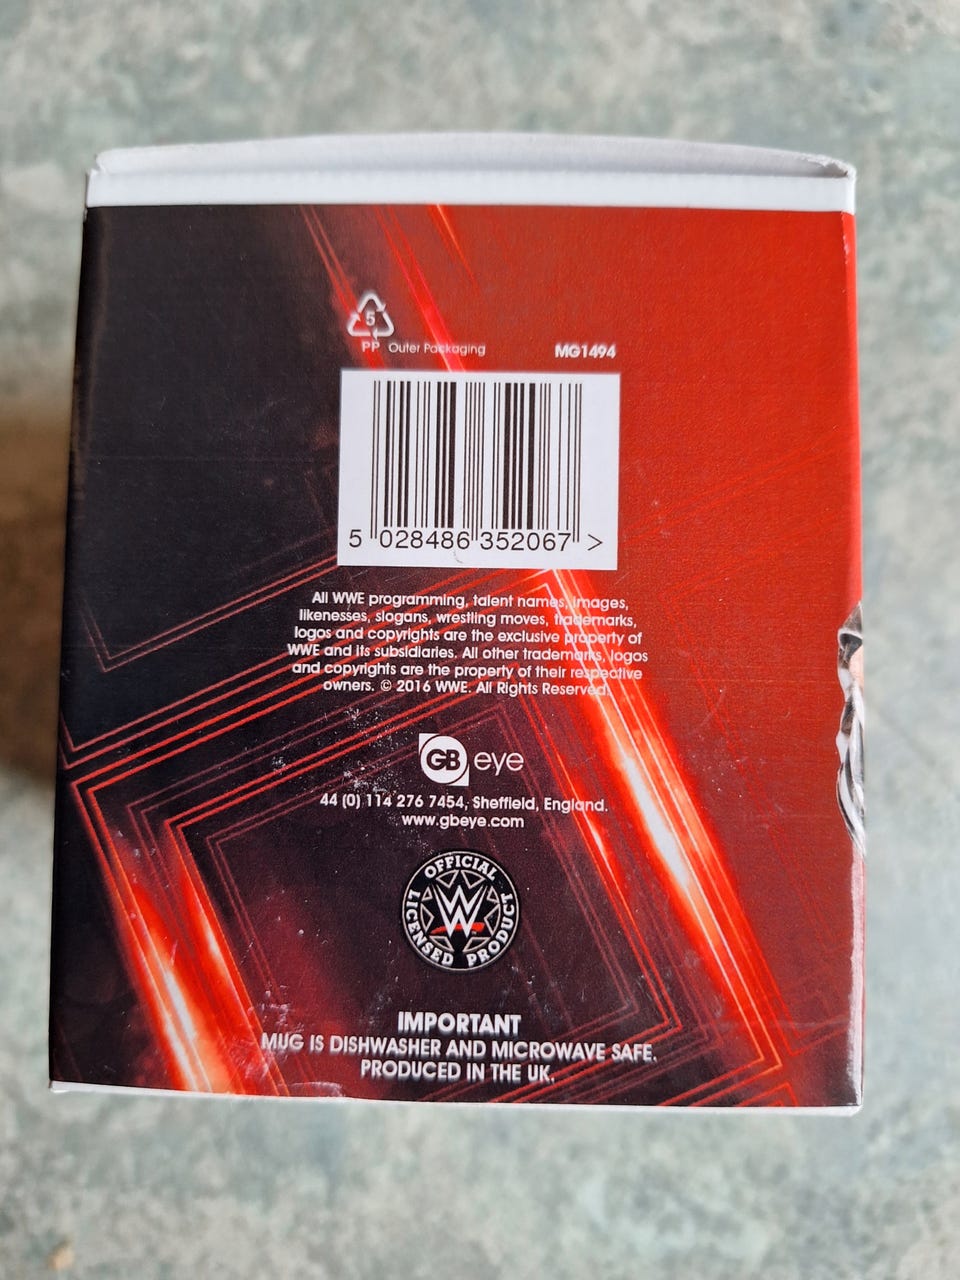 5
PP Outer Packaging MG1494
5 028486 352067 >
All WWE programming, talent names, images,
likenesses, slogans, wrestling moves, trademarks,
logos and copyrights are the exclusive property of
WWE and its subsidiaries. All other trademarks, logos
and copyrights are the property of their respective
owners. © 2016 WWE. All Rights Reserved.
GB eye
44 (0) 114 276 7454, Sheffield, England.
www.gbeye.com
OFFICIAL
W
LICENSED PRODUCT
IMPORTANT
MUG IS DISHWASHER AND MICROWAVE SAFE.
PRODUCED IN THE UK.